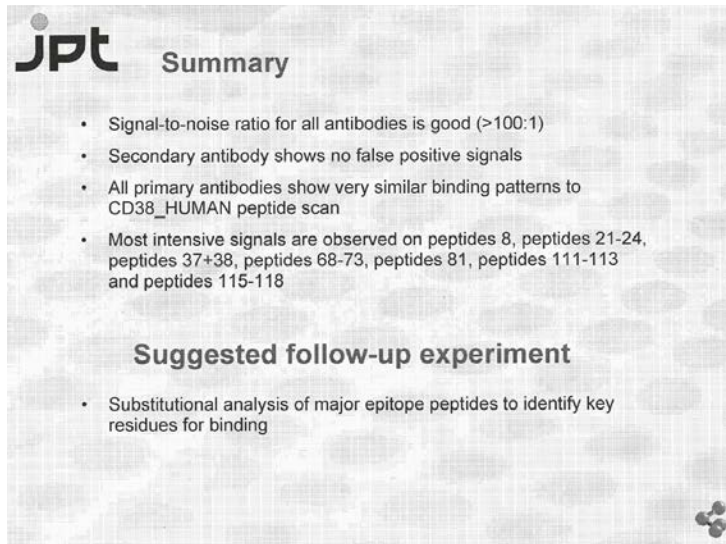 jpt
Summary
• Signal-to-noise ratio for all antibodies is good (>100:1)
• Secondary antibody shows no false positive signals
• All primary antibodies show very similar binding patterns to
CD38_HUMAN peptide scan
• Most intensive signals are observed on peptides 8, peptides 21-24,
peptides 37+38, peptides 68-73, peptides 81, peptides 111-113
and peptides 115-118
Suggested follow-up experiment
• Substitutional analysis of major epitope peptides to identify key
residues for binding